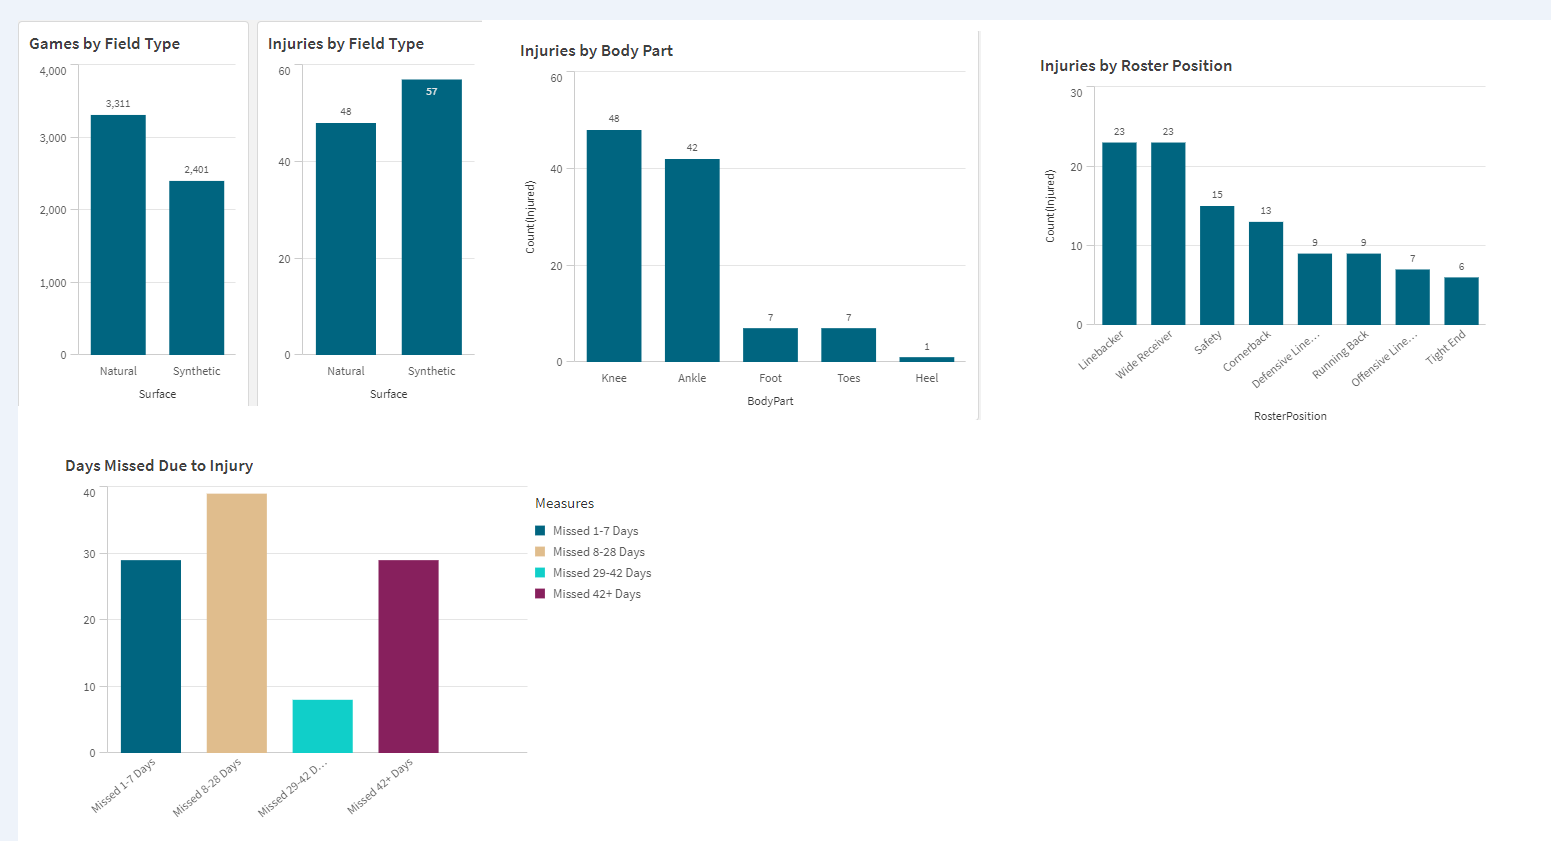 Games by Field Type
4,000
3,000
2,000
1,000
0
3,311
2,401
Natural
Synthetic
Surface
Injuries by Field Type
60
40
20
0
48
57
Natural
Synthetic
Surface
Injuries by Body Part
Count(Injured)
60
40
20
0
48
42
7
7
1
Knee
Ankle
Foot
Toes
Heel
BodyPart
Injuries by Roster Position
Count(Injured)
30
20
10
0
23
23
15
13
9
9
7
6
Linebacker
Wide Receiver
Safety
Cornerback
Defensive Line...
Running Back
Offensive Line...
Tight End
RosterPosition
Days Missed Due to Injury
40
30
20
10
0
Missed 1-7 Days
Missed 8-28 Days
Missed 29-42 D...
Missed 42+ Days
Measures
Missed 1-7 Days
Missed 8-28 Days
Missed 29-42 Days
Missed 42+ Days